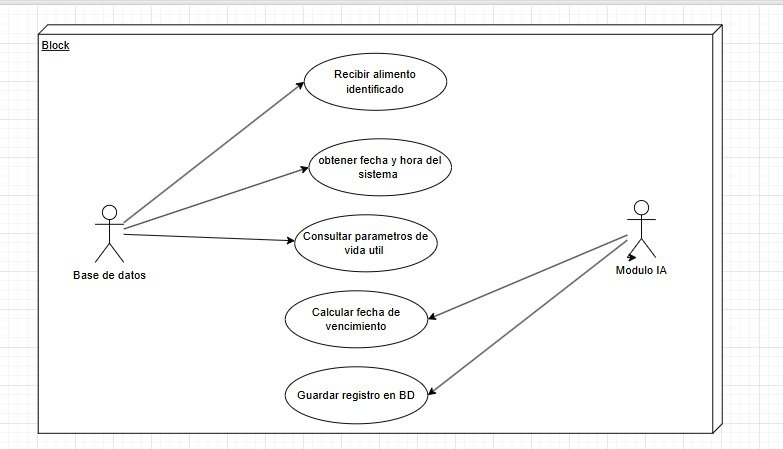 Block
Recibir alimento
identificado
obtener fecha y hora del
sistema
Consultar parametros de
vida util
Base de datos
Modulo IA
Calcular fecha de
vencimiento
Guardar registro en BD